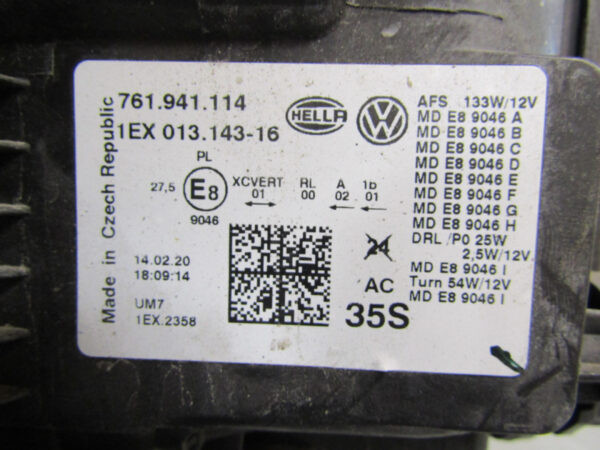 Made in Czech Republic
761.941.114
1EX 013.143-16
HELLA
VW
PL
27,5 E8 XCVERT RL A 1b
01 00 02 01
9046
14.02.20
18:09:14
UM7
1EX.2358
24
AC
35S
AFS 133W/12V
MD E8 9046 A
MD E8 9046 B
MD E8 9046 C
MD E8 9046 D
MD E8 9046 E
MD E8 9046 F
MD E8 9046 G
MD E8 9046 H
DRL /P0 25W
2,5W/12V
MD E8 9046 I
Turn 54W/12V
MD E8 9046 I